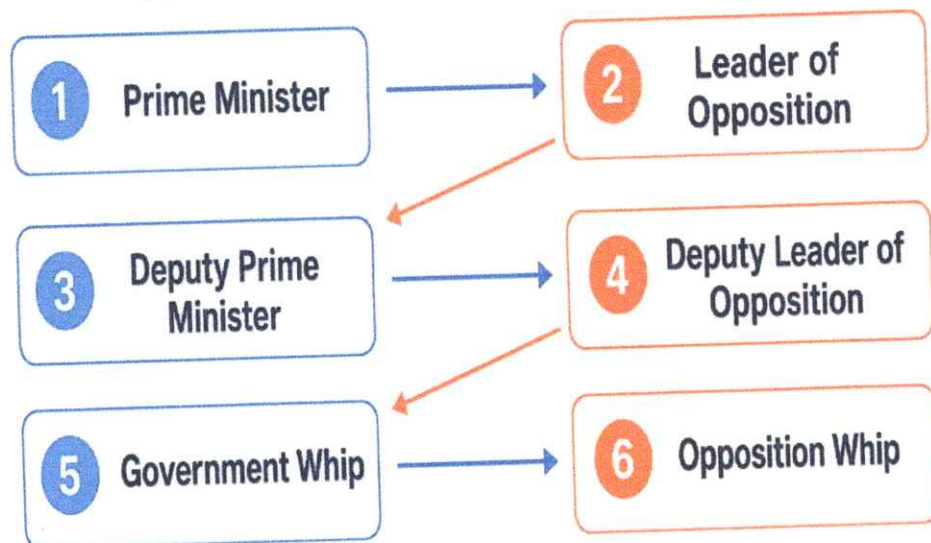 1 Prime Minister
2 Leader of
Opposition
3 Deputy Prime
Minister
4 Deputy Leader of
Opposition
5 Government Whip
6 Opposition Whip